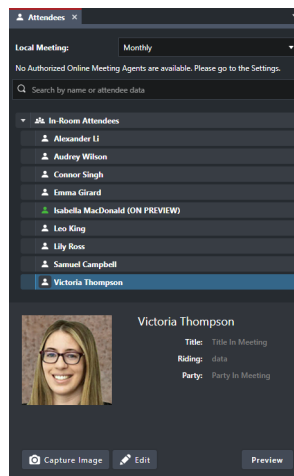 Attendees ×
Local Meeting: Monthly
No Authorized Online Meeting Agents are available. Please go to the Settings.
Search by name or attendee data
In-Room Attendees
Alexander Li
Audrey Wilson
Connor Singh
Emma Girard
Isabella MacDonald (ON PREVIEW)
Leo King
Lily Ross
Samuel Campbell
Victoria Thompson
Victoria Thompson
Title: Title In Meeting
Riding: data
Party: Party In Meeting
Capture Image Edit Preview